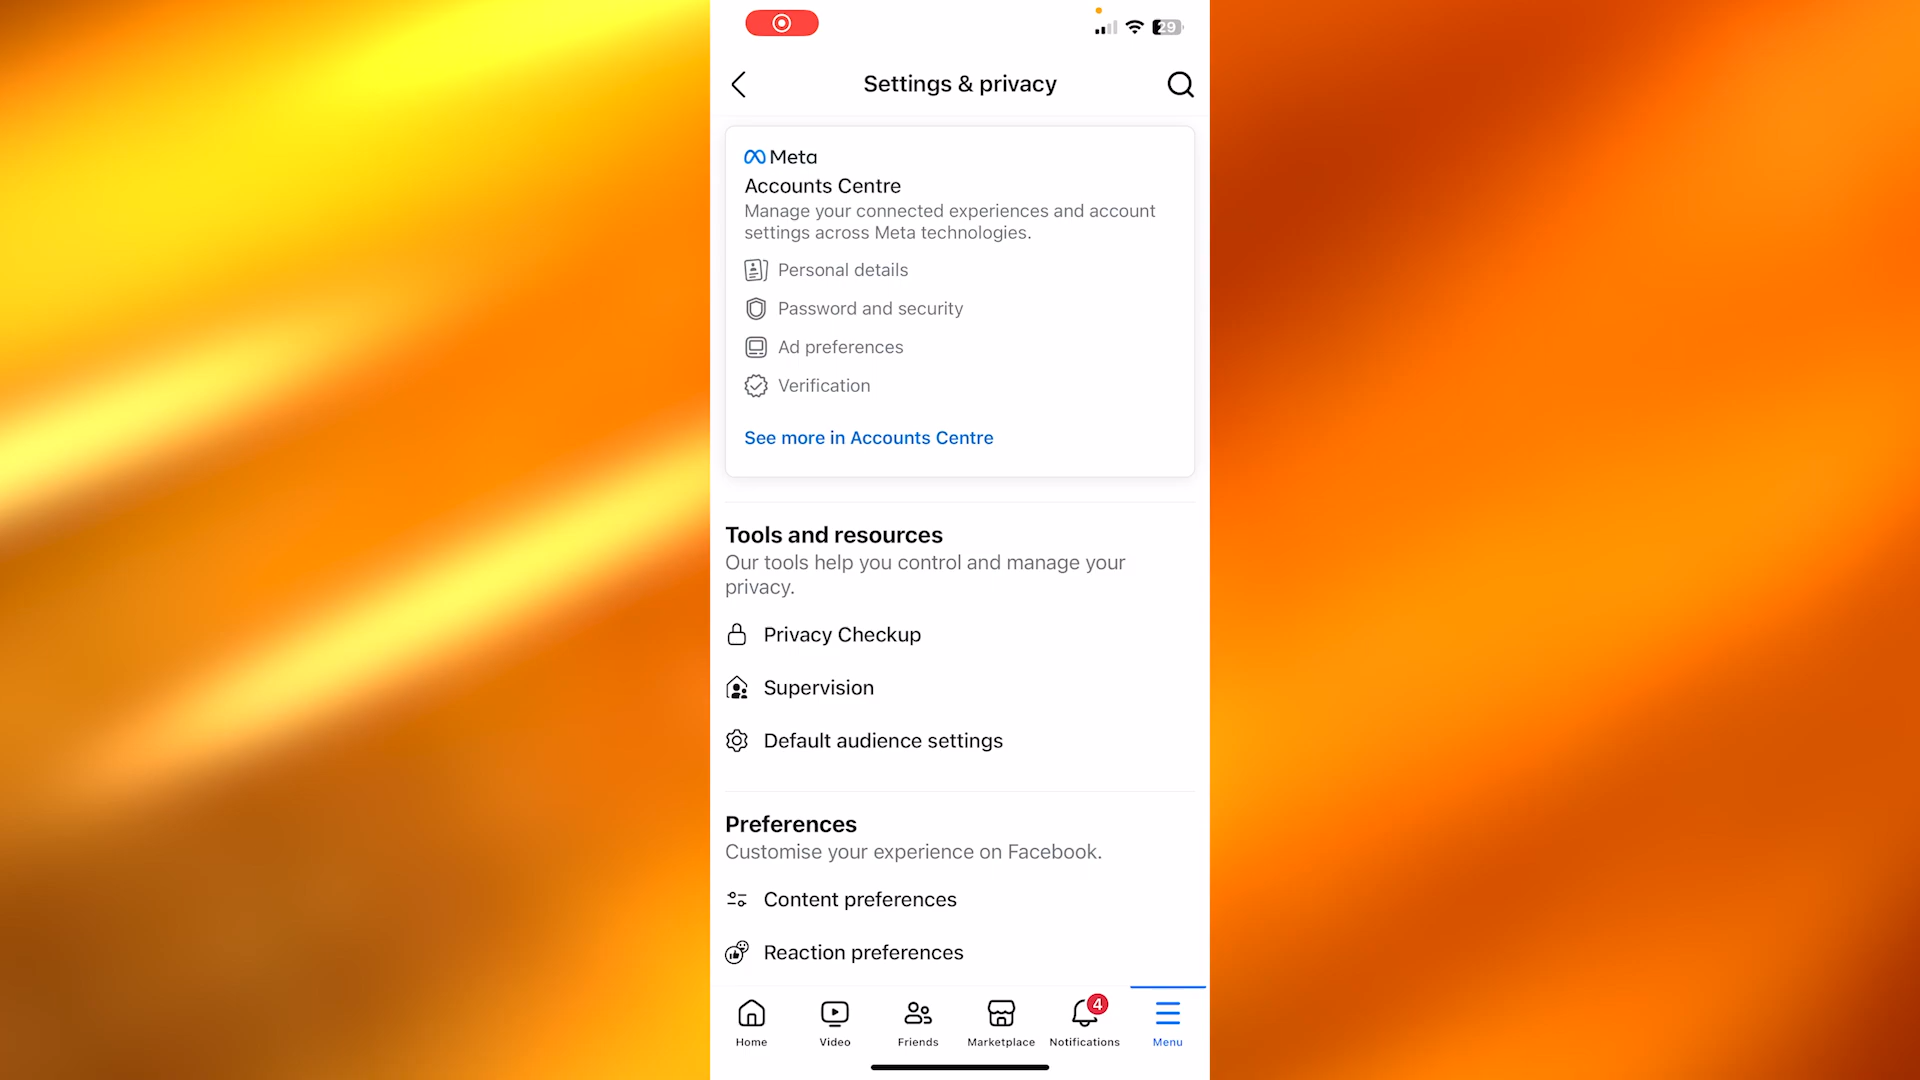 29
Settings & privacy
Meta
Accounts Centre
Manage your connected experiences and account
settings across Meta technologies.
Personal details
Password and security
Ad preferences
Verification
See more in Accounts Centre
Tools and resources
Our tools help you control and manage your
privacy.
Privacy Checkup
Supervision
Default audience settings
Preferences
Customise your experience on Facebook.
Content preferences
Reaction preferences
4
Home Video Friends Marketplace Notifications Menu